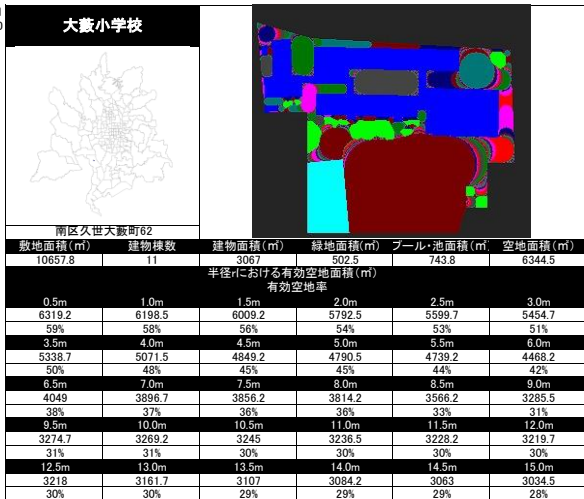 大藪小学校
南区久世大藪町62
敷地面積(㎡) 建物棟数 建物面積(㎡) 緑地面積(㎡) プール・池面積(㎡) 空地面積(㎡)
10657.8 11 3067 502.5 743.8 6344.5
半径rにおける有効空地面積(㎡)
有効空地率
0.5m 1.0m 1.5m 2.0m 2.5m 3.0m
6319.2 6198.5 6009.2 5792.5 5599.7 5454.7
59% 58% 56% 54% 53% 51%
3.5m 4.0m 4.5m 5.0m 5.5m 6.0m
5338.7 5071.5 4849.2 4790.5 4739.2 4468.2
50% 48% 45% 45% 44% 42%
6.5m 7.0m 7.5m 8.0m 8.5m 9.0m
4049 3896.7 3856.2 3814.2 3566.2 3285.5
38% 37% 36% 36% 33% 31%
9.5m 10.0m 10.5m 11.0m 11.5m 12.0m
3274.7 3269.2 3245 3236.5 3228.2 3219.7
31% 31% 30% 30% 30% 30%
12.5m 13.0m 13.5m 14.0m 14.5m 15.0m
3218 3161.7 3107 3084.2 3063 3034.5
30% 30% 29% 29% 29% 28%